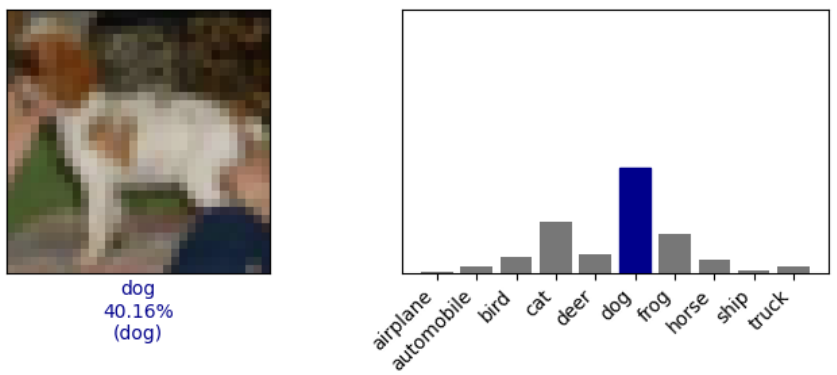 dog
40.16%
(dog)
airplane
automobile
bird
cat
deer
dog
frog
horse
ship
truck